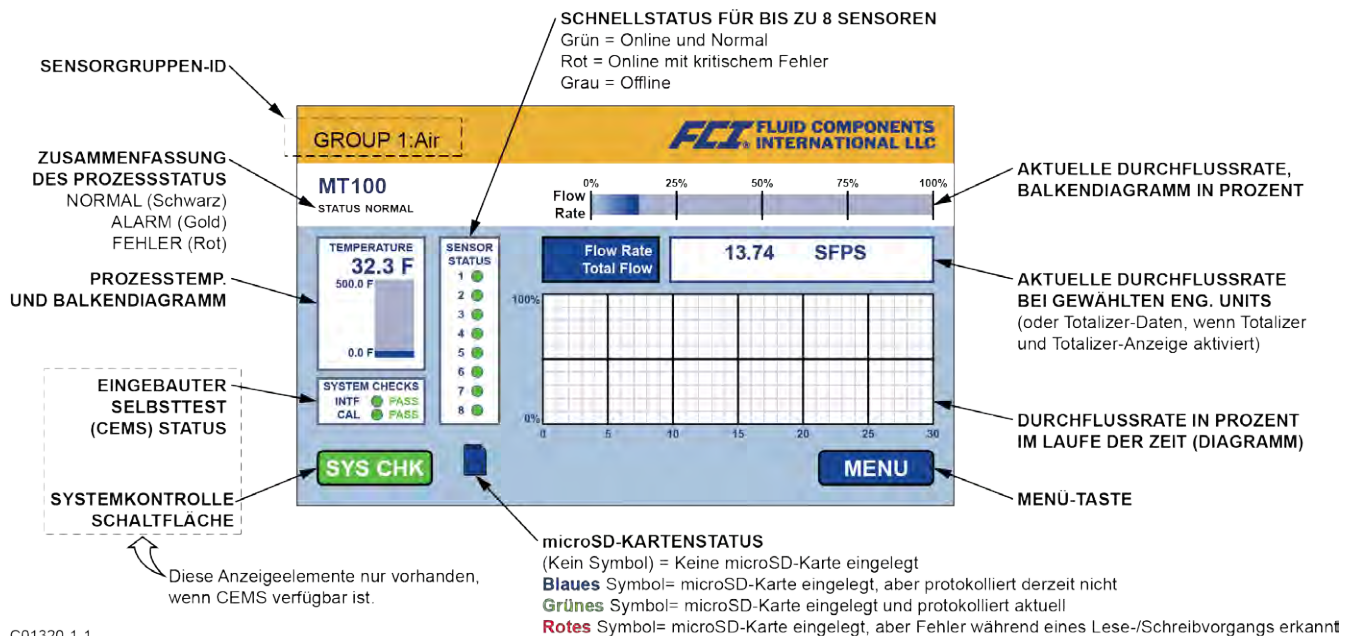 SCHNELLSTATUS FÜR BIS ZU 8 SENSOREN
Grün = Online und Normal
Rot = Online mit kritischem Fehler
Grau = Offline
SENSORGRUPPEN-ID
GROUP 1:Air
FCI® FLUID COMPONENTS
INTERNATIONAL LLC
ZUSAMMENFASSUNG
DES PROZESSSTATUS
NORMAL (Schwarz)
ALARM (Gold)
FEHLER (Rot)
MT100
STATUS NORMAL
0% 25% 50% 75% 100%
Flow
Rate
AKTUELLE DURCHFLUSSRATE,
BALKENDIAGRAMM IN PROZENT
PROZESSTEMP.
UND BALKENDIAGRAMM
TEMPERATURE
32.3 F
500.0 F
0.0 F
SENSOR
STATUS
1
2
3
4
5
6
7
8
Flow Rate
Total Flow
13.74 SFPS
AKTUELLE DURCHFLUSSRATE
BEI GEWÄHLTEN ENG. UNITS
(oder Totalizer-Daten, wenn Totalizer
und Totalizer-Anzeige aktiviert)
100%
0%
0 5 10 15 20 25 30
EINGEBAUTER
SELBSTTEST
(CEMS) STATUS
SYSTEM CHECKS
INTF PASS
CAL PASS
DURCHFLUSSRATE IN PROZENT
IM LAUFE DER ZEIT (DIAGRAMM)
SYS CHK
MENU
SYSTEMKONTROLLE
SCHALTFLÄCHE
MENÜ-TASTE
Diese Anzeigeelemente nur vorhanden,
wenn CEMS verfügbar ist.
microSD-KARTENSTATUS
(Kein Symbol) = Keine microSD-Karte eingelegt
Blaues Symbol= microSD-Karte eingelegt, aber protokolliert derzeit nicht
Grünes Symbol= microSD-Karte eingelegt und protokolliert aktuell
Rotes Symbol= microSD-Karte eingelegt, aber Fehler während eines Lese-/Schreibvorgangs erkannt
C01320-1-1